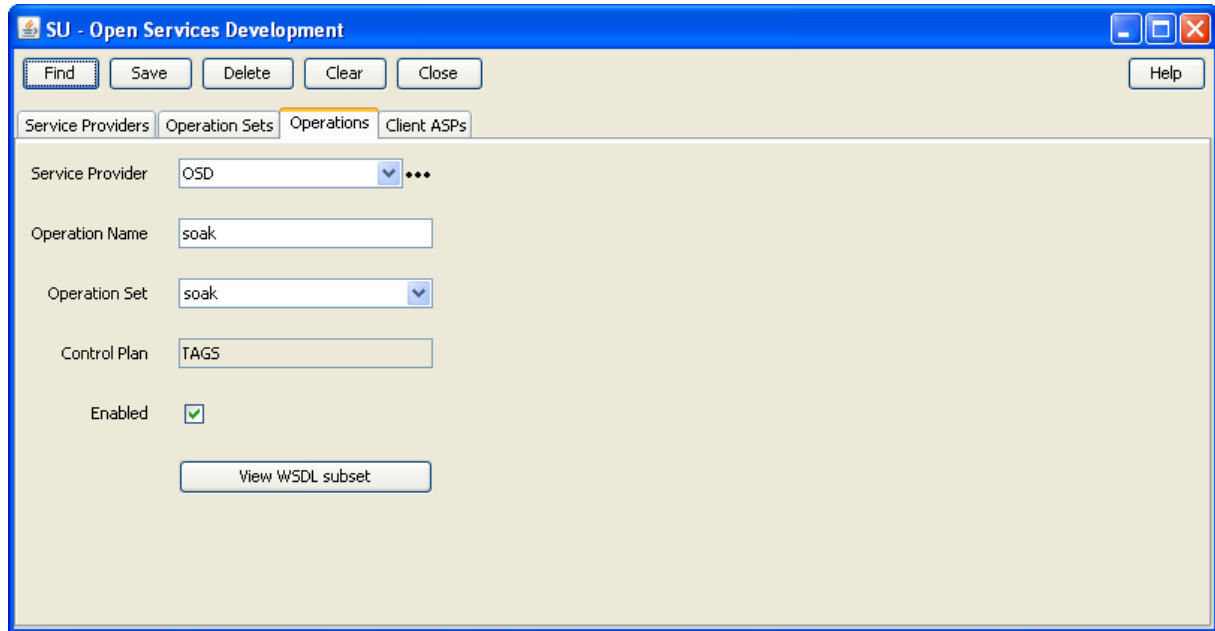 SU - Open Services Development
Find Save Delete Clear Close Help
Service Providers Operation Sets Operations Client ASPs
Service Provider OSD
Operation Name soak
Operation Set soak
Control Plan TAGS
Enabled
View WSDL subset